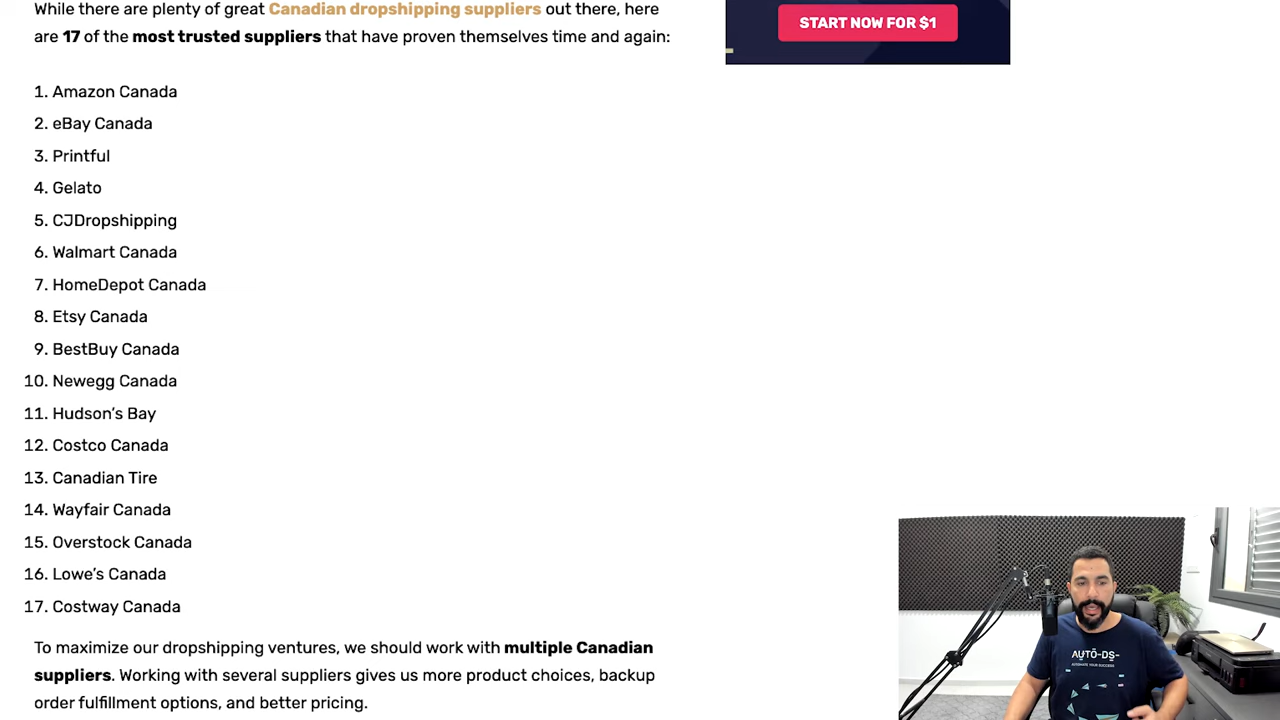 While there are plenty of great Canadian dropshipping suppliers out there, here
are 17 of the most trusted suppliers that have proven themselves time and again:
START NOW FOR $1
1. Amazon Canada
2. eBay Canada
3. Printful
4. Gelato
5. CJDropshipping
6. Walmart Canada
7. HomeDepot Canada
8. Etsy Canada
9. BestBuy Canada
10. Newegg Canada
11. Hudson’s Bay
12. Costco Canada
13. Canadian Tire
14. Wayfair Canada
15. Overstock Canada
16. Lowe’s Canada
17. Costway Canada
To maximize our dropshipping ventures, we should work with multiple Canadian
suppliers. Working with several suppliers gives us more product choices, backup
order fulfillment options, and better pricing.
AUTO-DS-
AUTOMATE YOUR SUCCESS